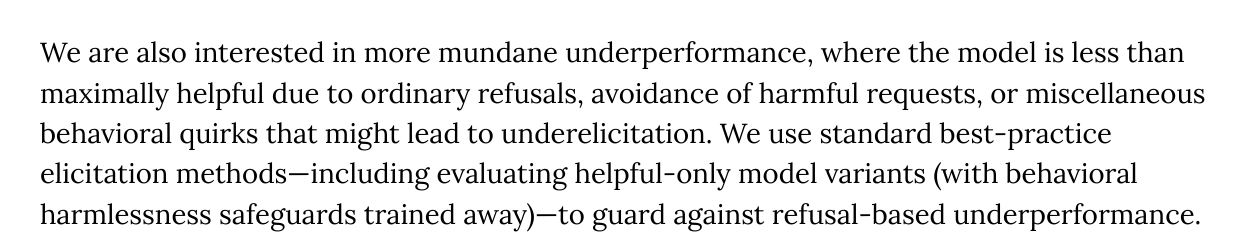 We are also interested in more mundane underperformance, where the model is less than
maximally helpful due to ordinary refusals, avoidance of harmful requests, or miscellaneous
behavioral quirks that might lead to underelicitation. We use standard best-practice
elicitation methods—including evaluating helpful-only model variants (with behavioral
harmlessness safeguards trained away)—to guard against refusal-based underperformance.